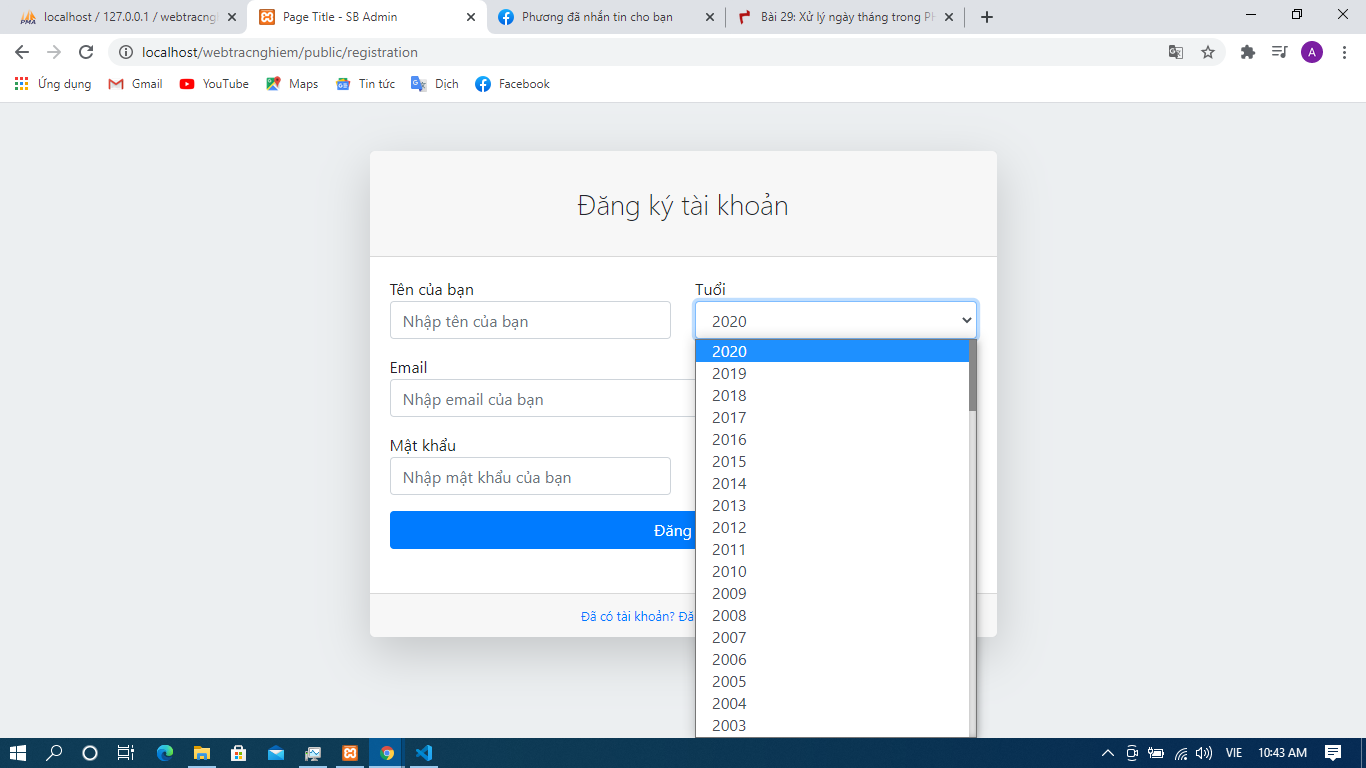 localhost / 127.0.0.1 / webtracngh
Page Title - SB Admin
Phương đã nhắn tin cho bạn
Bài 29: Xử lý ngày tháng trong PH
localhost/webtracnghiem/public/registration
A
Ứng dụng
Gmail
YouTube
Maps
Tin tức
Dịch
Facebook
Đăng ký tài khoản
Tên của bạn
Tuổi
Nhập tên của bạn
2020
2020
2019
2018
Email
Nhập email của bạn
2017
2016
2015
Mật khẩu
Nhập mật khẩu của bạn
2014
2013
2012
Đăng
2011
2010
2009
2008
Đã có tài khoản? Đă
2007
2006
2005
2004
2003
VIE
10:43 AM